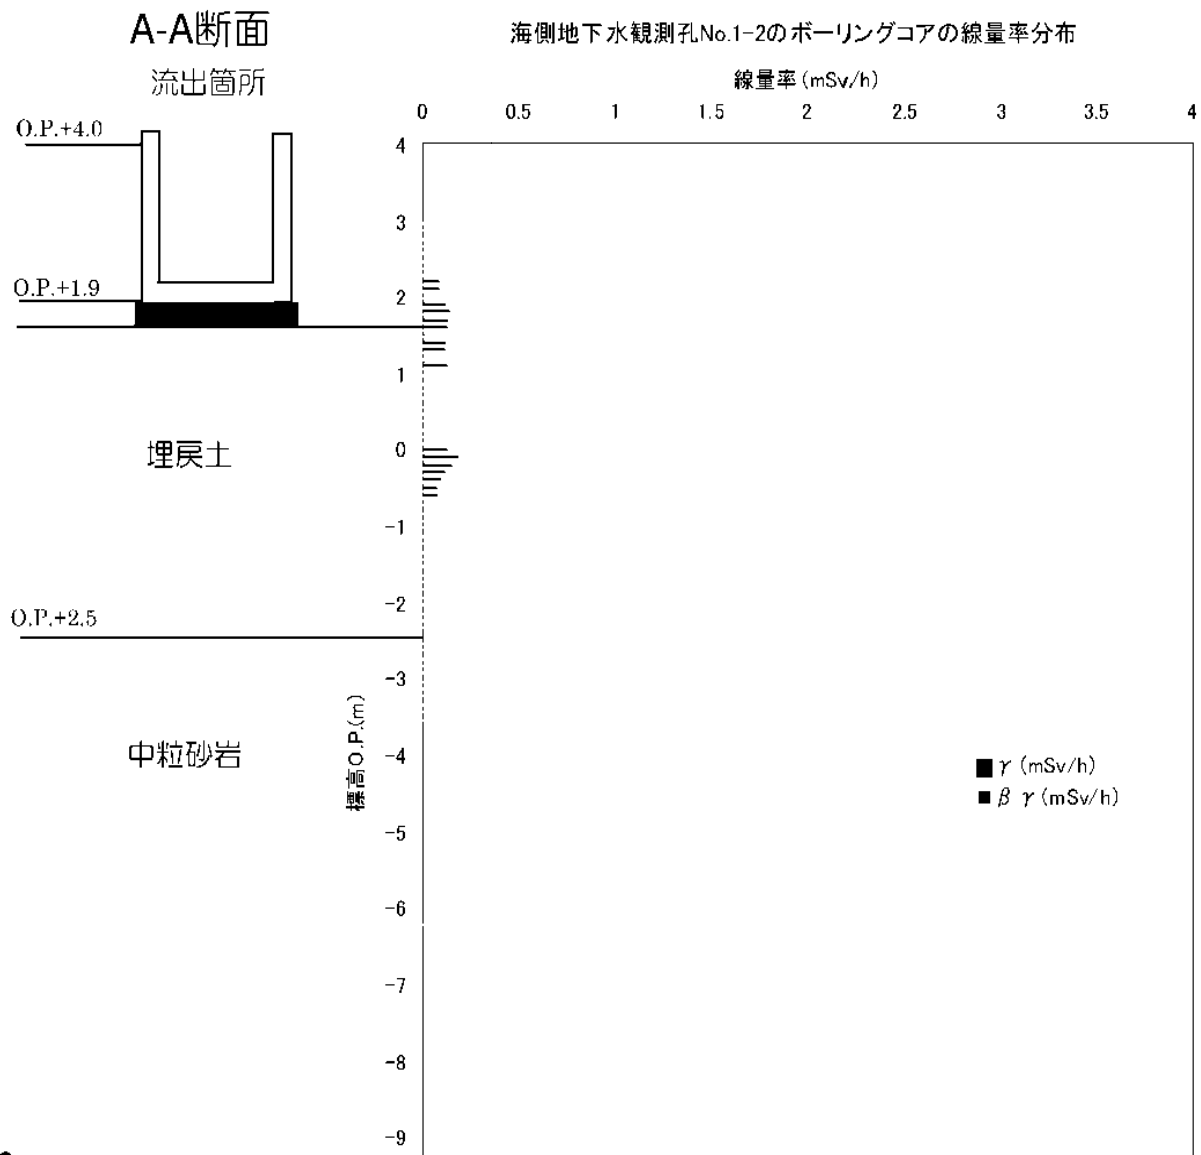 A-A断面
流出箇所
O.P.+4.0
O.P.+1.9
埋戻土
O.P.+2.5
中粒砂岩
海側地下水観測孔No.1-2のボーリングコアの線量率分布
線量率(mSv/h)
0 0.5 1 1.5 2 2.5 3 3.5 4
4
3
2
1
0
-1
-2
-3
-4
-5
-6
-7
-8
-9
標高O.P.(m)
γ (mSv/h)
β γ (mSv/h)